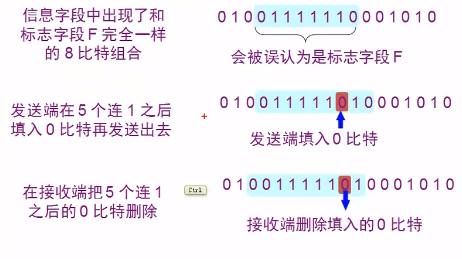 信息字段中出现了和
标志字段F完全一样
的8比特组合
0 1 0 0 1 1 1 1 1 1 0 0 0 1 0 1 0
会被误认为是标志字段F
发送端在5个连1之后
填入0比特再发送出去
0 1 0 0 1 1 1 1 1 0 1 0 0 0 1 0 1 0
发送端填入0比特
在接收端把5个连1
之后的0比特删除
Ctrl
0 1 0 0 1 1 1 1 1 0 1 0 0 0 1 0 1 0
接收端删除填入的0比特